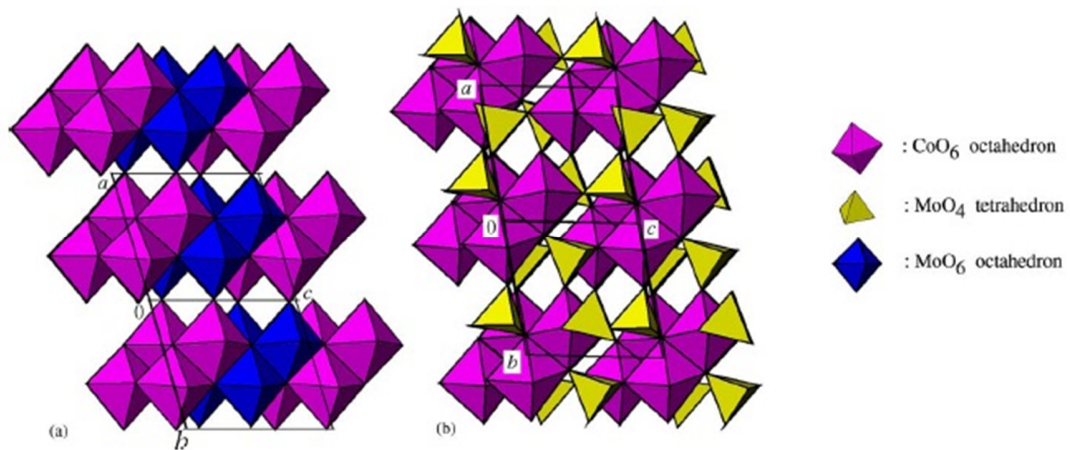 a
0
c
b
(a)
a
0
c
b
(b)
: CoO6 octahedron
: MoO4 tetrahedron
: MoO6 octahedron